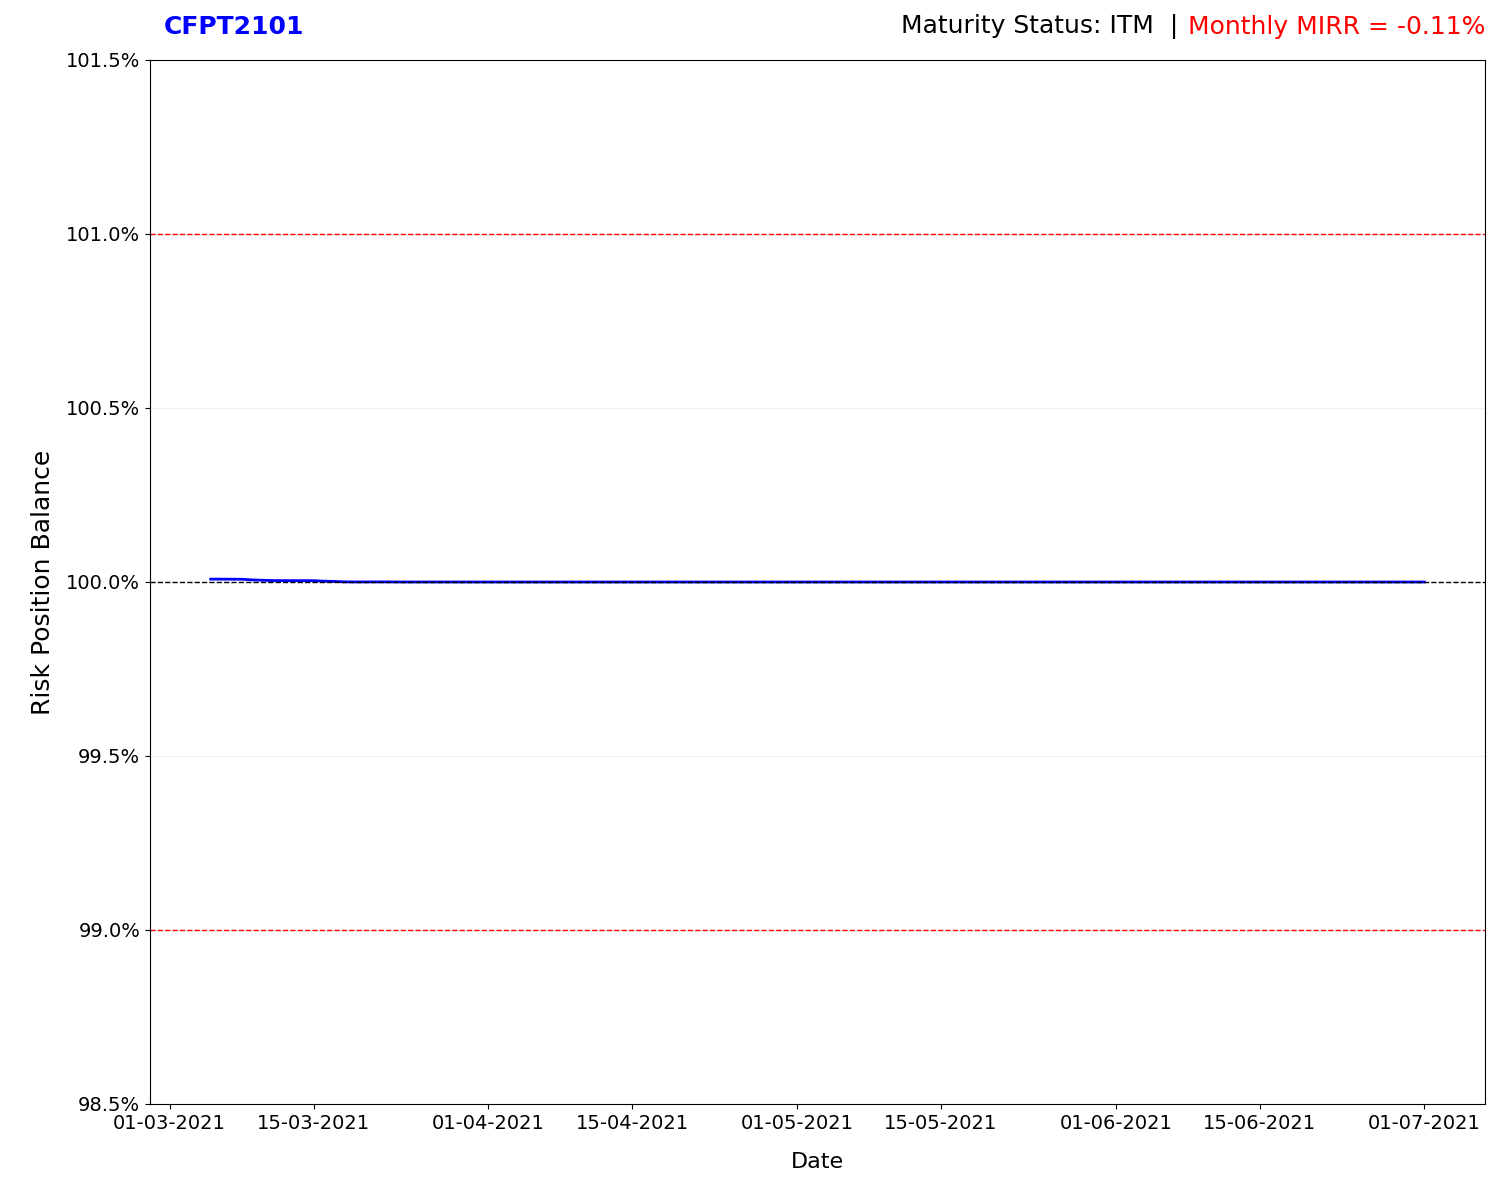 CFPT2101
Maturity Status: ITM | Monthly MIRR = -0.11%
101.5%
101.0%
100.5%
100.0%
99.5%
99.0%
98.5%
Risk Position Balance
01-03-2021 15-03-2021 01-04-2021 15-04-2021 01-05-2021 15-05-2021 01-06-2021 15-06-2021 01-07-2021
Date